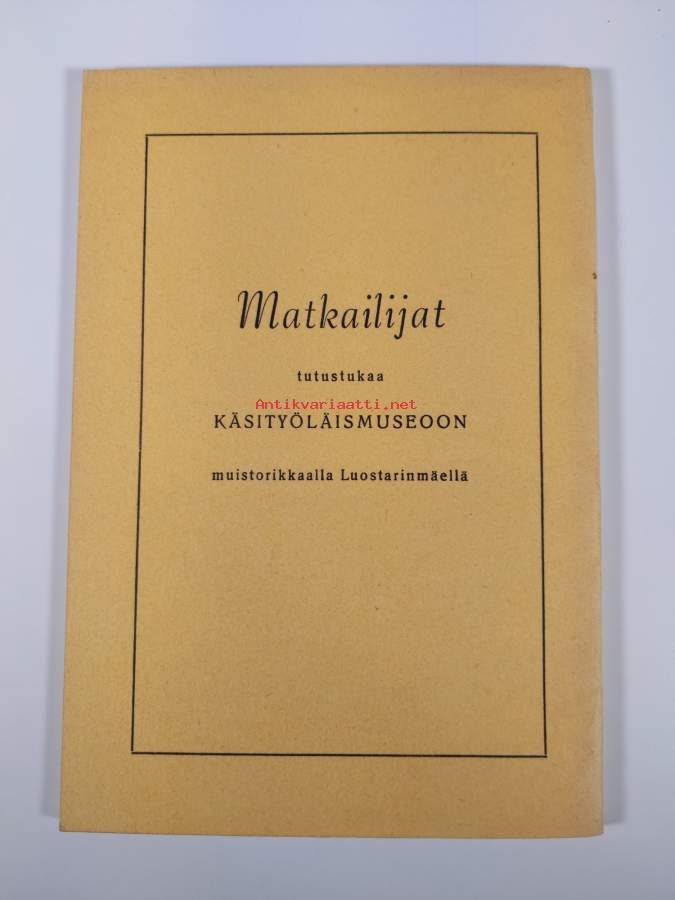 Matkailijat
tutustukaa
Antikvariaatti.net
KÄSITYÖLÄISMUSEOON
muistorikkaalla Luostarinmäellä